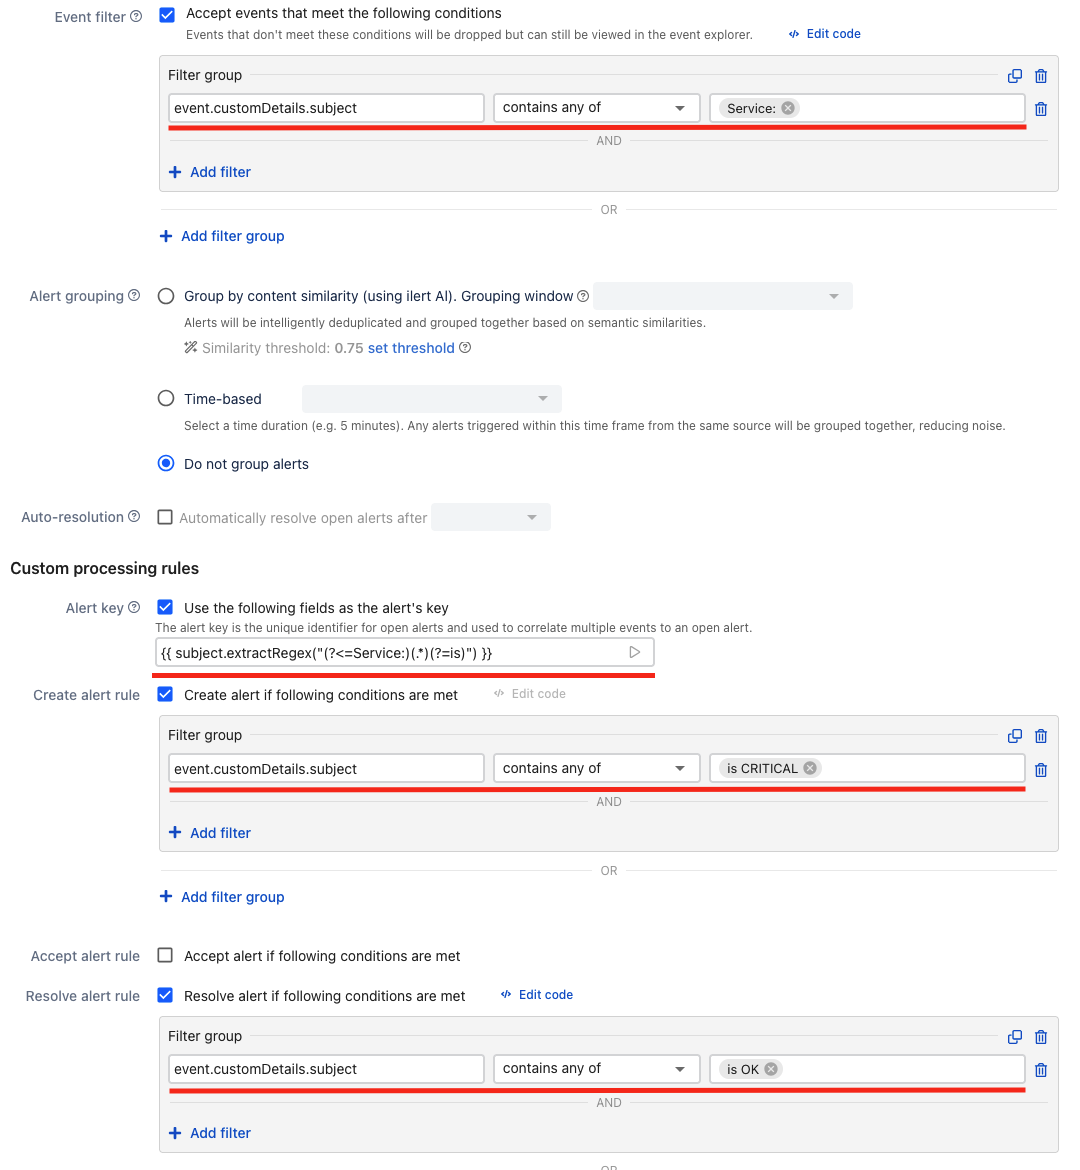 Event filter Accept events that meet the following conditions
Events that don't meet these conditions will be dropped but can still be viewed in the event explorer. Edit code
Filter group
event.customDetails.subject contains any of Service:
AND
Add filter
OR
Add filter group
Alert grouping Group by content similarity (using ilert AI). Grouping window
Alerts will be intelligently deduplicated and grouped together based on semantic similarities.
Similarity threshold: 0.75 set threshold
Time-based
Select a time duration (e.g. 5 minutes). Any alerts triggered within this time frame from the same source will be grouped together, reducing noise.
Do not group alerts
Auto-resolution Automatically resolve open alerts after
Custom processing rules
Alert key Use the following fields as the alert's key
The alert key is the unique identifier for open alerts and used to correlate multiple events to an open alert.
{{ subject.extractRegex("(?<=Service:)(.*)(?=is)") }}
Create alert rule Create alert if following conditions are met Edit code
Filter group
event.customDetails.subject contains any of is CRITICAL
AND
Add filter
OR
Add filter group
Accept alert rule Accept alert if following conditions are met
Resolve alert rule Resolve alert if following conditions are met Edit code
Filter group
event.customDetails.subject contains any of is OK
AND
Add filter
OR